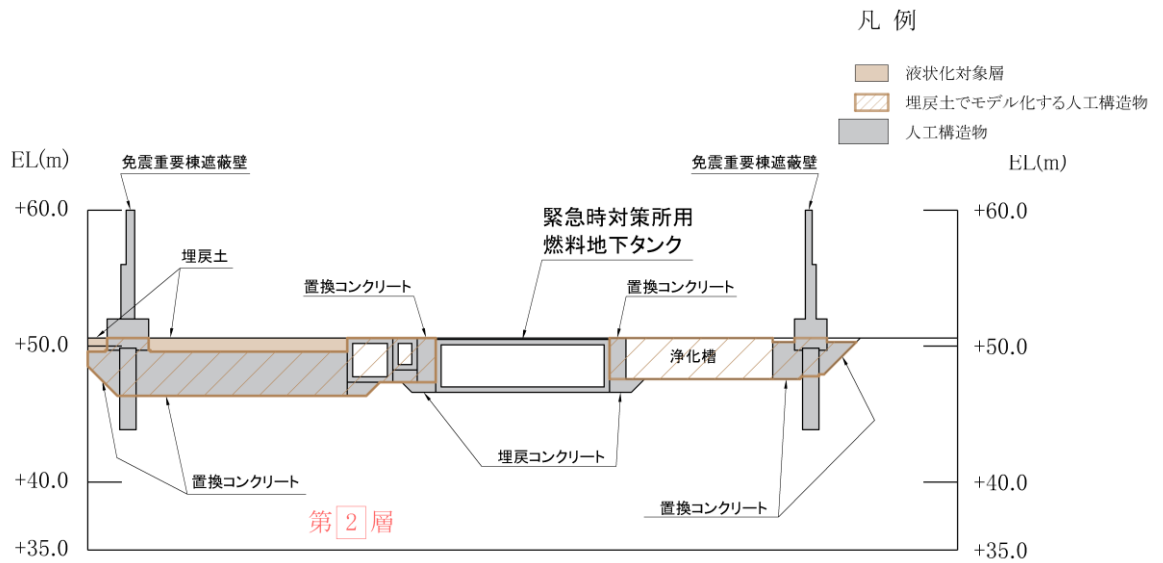 凡 例
液状化対象層
埋戻土でモデル化する人工構造物
人工構造物
EL(m)
免震重要棟遮蔽壁
免震重要棟遮蔽壁
EL(m)
+60.0
緊急時対策所用
燃料地下タンク
+60.0
埋戻土
置換コンクリート
置換コンクリート
+50.0
浄化槽
+50.0
埋戻コンクリート
+40.0
置換コンクリート
置換コンクリート
+40.0
第2層
+35.0
+35.0